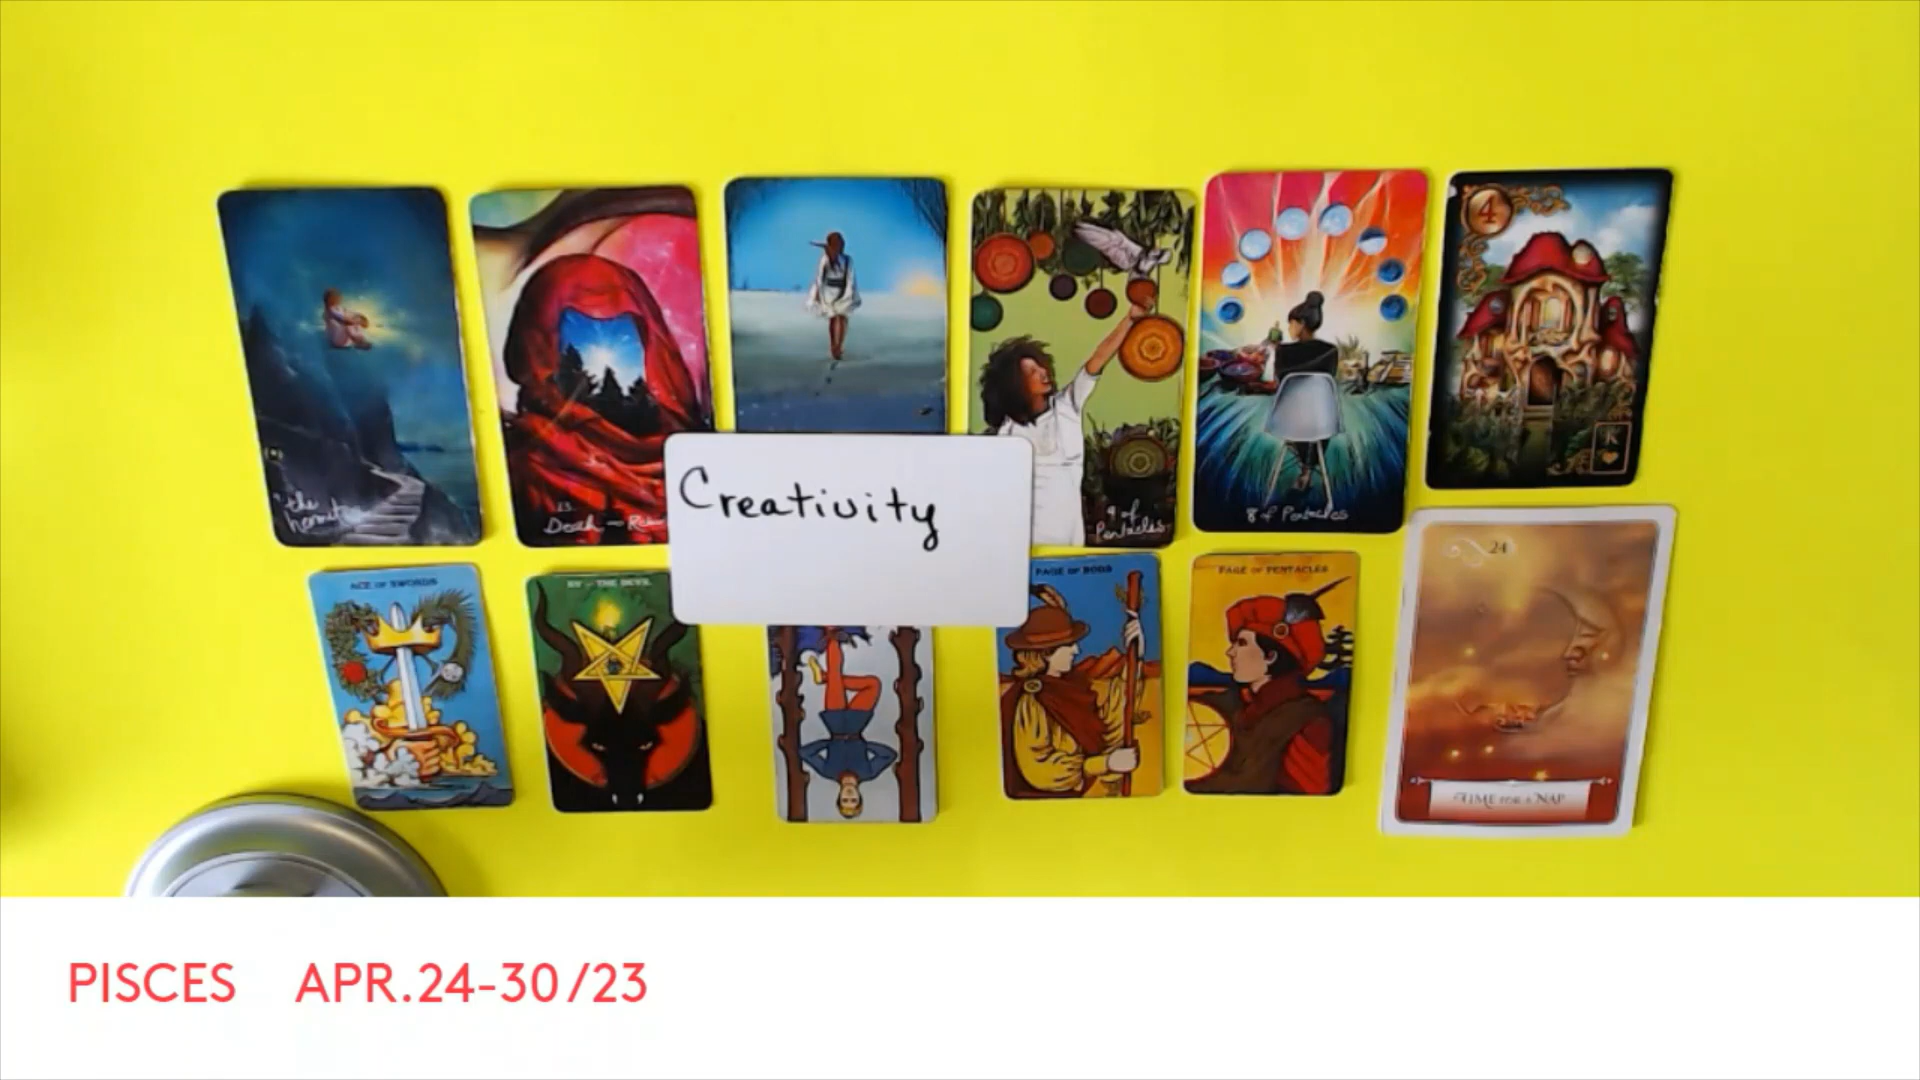 4
the
hermit
13
Death
9 of
Pentacles
8 of Pentacles
K
Creativity
ACE OF SWORDS
XV — THE DEVIL
PAGE OF RODS
PAGE OF PENTACLES
24
TIME FOR A NAP
PISCES APR.24-30/23